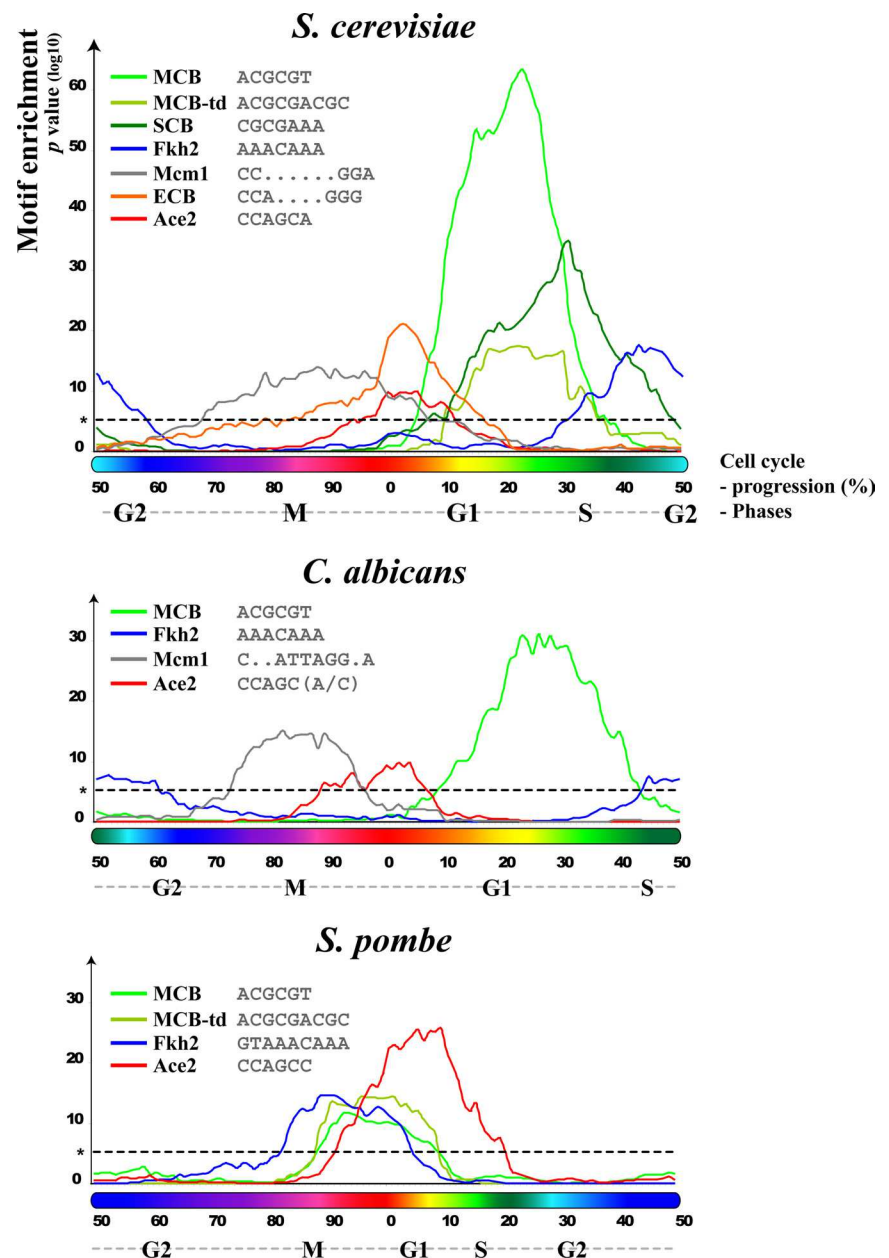 S. cerevisiae
Motif enrichment
p value (log10)
MCB ACGCGT
MCB-td ACGCGACGC
SCB CGCGAAA
Fkh2 AAACAAA
Mcm1 CC......GGA
ECB CCA....GGG
Ace2 CCAGCA
60
50
40
30
20
10
*
0
50 60 70 80 90 0 10 20 30 40 50
G2 M G1 S G2
Cell cycle
- progression (%)
- Phases
C. albicans
MCB ACGCGT
Fkh2 AAACAAA
Mcm1 C..ATTAGG.A
Ace2 CCAGC(A/C)
30
20
10
*
0
50 60 70 80 90 0 10 20 30 40 50
G2 M G1 S
S. pombe
MCB ACGCGT
MCB-td ACGCGACGC
Fkh2 GTAAACAAA
Ace2 CCAGCC
30
20
10
*
0
50 60 70 80 90 0 10 20 30 40 50
G2 M G1 S G2